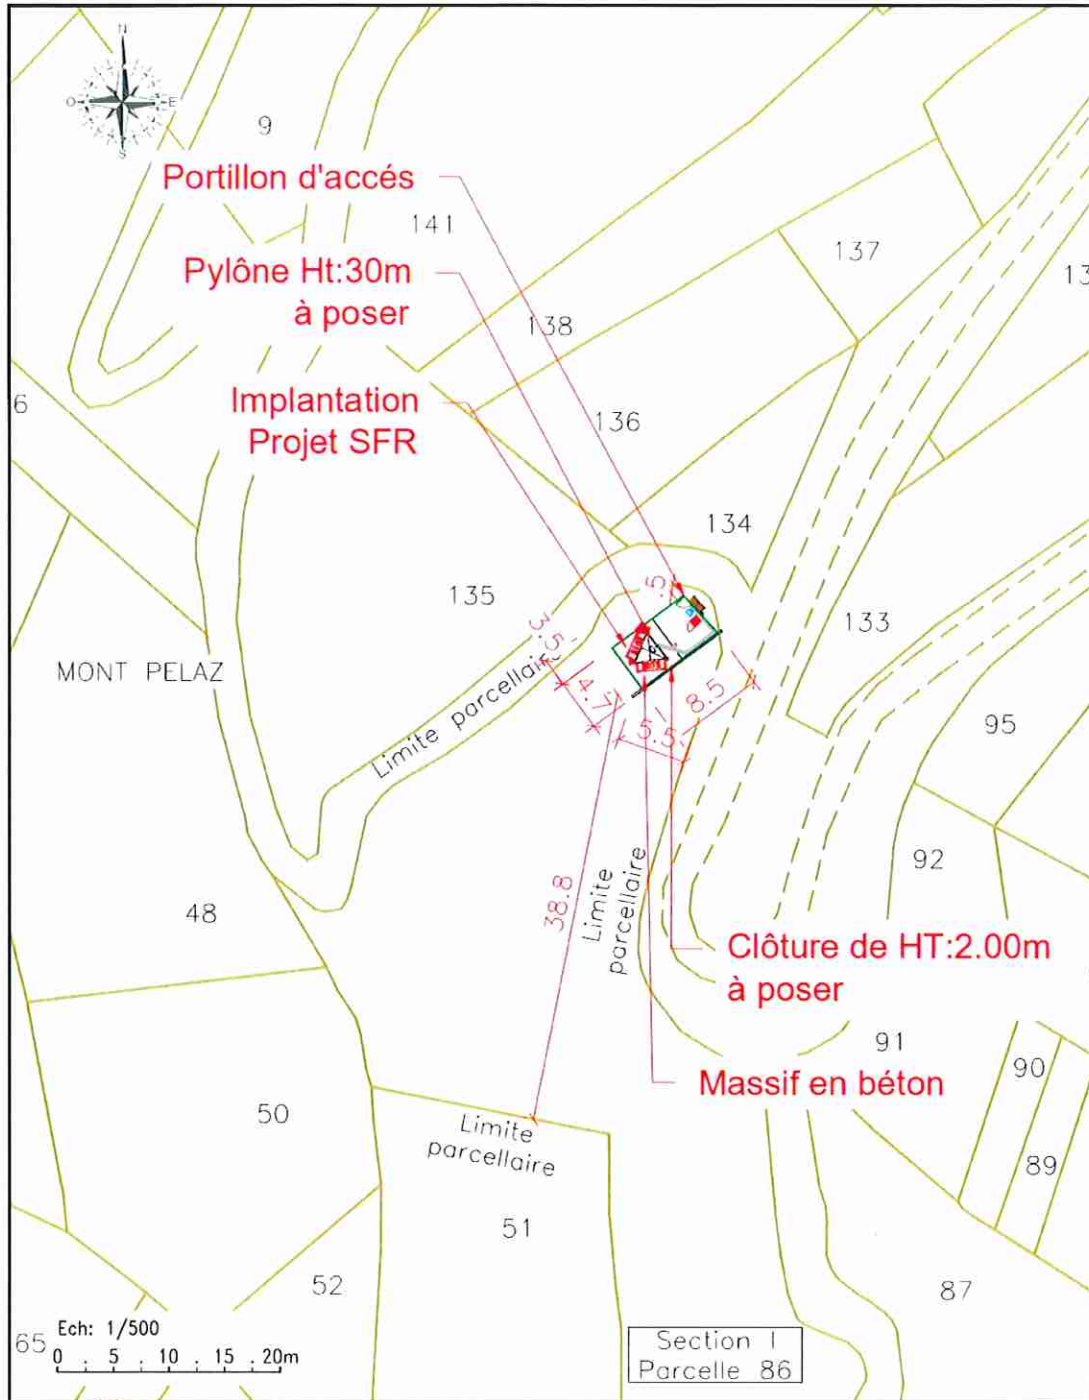 N
O
E
S
9
Portillon d'accés
141
137
13
Pylône Ht:30m
à poser
138
6
Implantation
Projet SFR
136
134
135
133
MONT PELAZ
3.5
4.7
8.5
5.5
Limite parcellaire
95
38.8
Limite
parcellaire
92
48
Clôture de HT:2.00m
à poser
91
90
Massif en béton
50
Limite
parcellaire
89
51
52
87
65
Ech: 1/500
0 5 10 15 20m
Section I
Parcelle 86